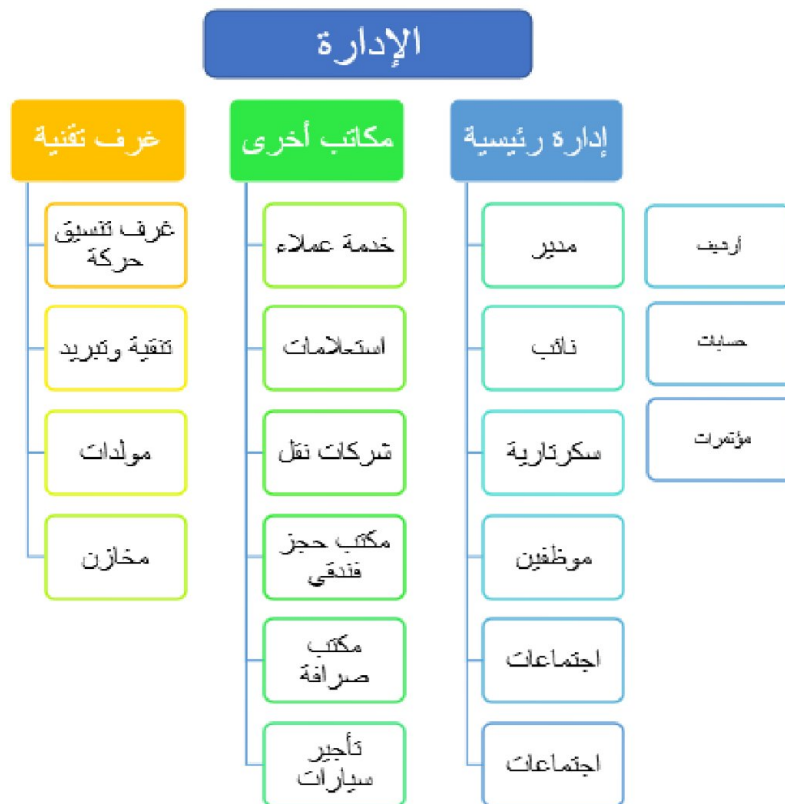 الإدارة
إدارة رئيسية
مكاتب أخرى
غرف تقنية
أرشيف
حسابات
مؤتمرات
مدير
نائب
سكرتارية
موظفين
اجتماعات
اجتماعات
خدمة عملاء
استعلامات
شركات نقل
مكتب حجز
فندقي
مكتب
صرافة
تأجير
سيارات
غرف تنسيق
حركة
تنقية وتبريد
مولدات
مخازن